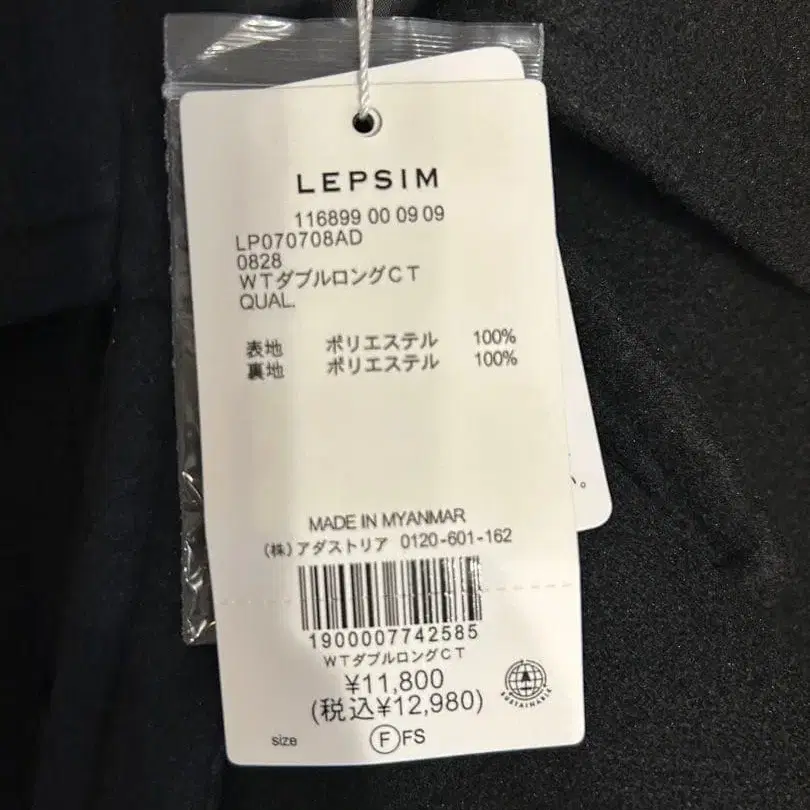 LEPSIM
116899 00 09 09
LP070708AD
0828
WTダブルロングCT
QUAL.
表地 ポリエステル 100%
裏地 ポリエステル 100%
MADE IN MYANMAR
(株)アダストリア 0120-601-162
1900007742585
WTダブルロングCT
¥11,800
(税込¥12,980)
SUSTAINABLE
size F FS
。